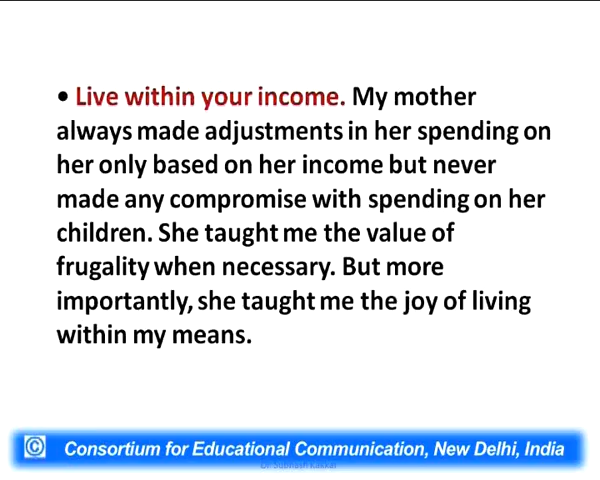 • Live within your income. My mother
always made adjustments in her spending on
her only based on her income but never
made any compromise with spending on her
children. She taught me the value of
frugality when necessary. But more
importantly, she taught me the joy of living
within my means.
© Consortium for Educational Communication, New Delhi, India
Dr. Subhash Kakkar